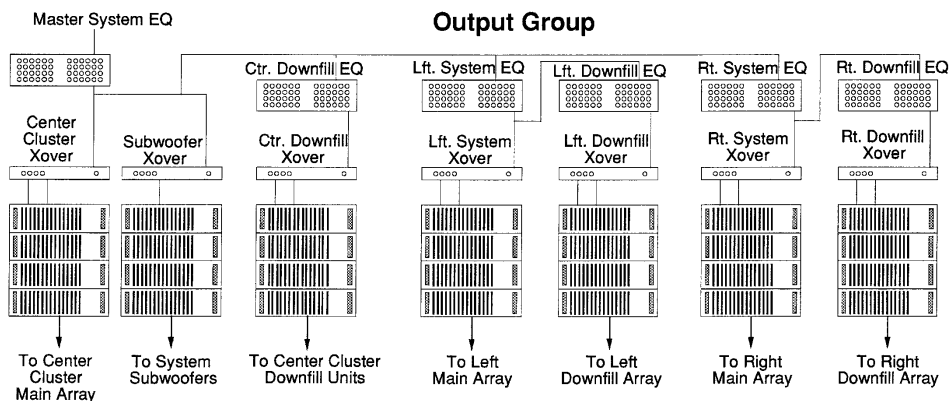 Output Group
Master System EQ
Ctr. Downfill EQ
Lft. System EQ
Lft. Downfill EQ
Rt. System EQ
Rt. Downfill EQ
Center
Cluster
Xover
Subwoofer
Xover
Ctr. Downfill
Xover
Lft. System
Xover
Lft. Downfill
Xover
Rt. System
Xover
Rt. Downfill
Xover
To Center
Cluster
Main Array
To System
Subwoofers
To Center Cluster
Downfill Units
To Left
Main Array
To Left
Downfill Array
To Right
Main Array
To Right
Downfill Array